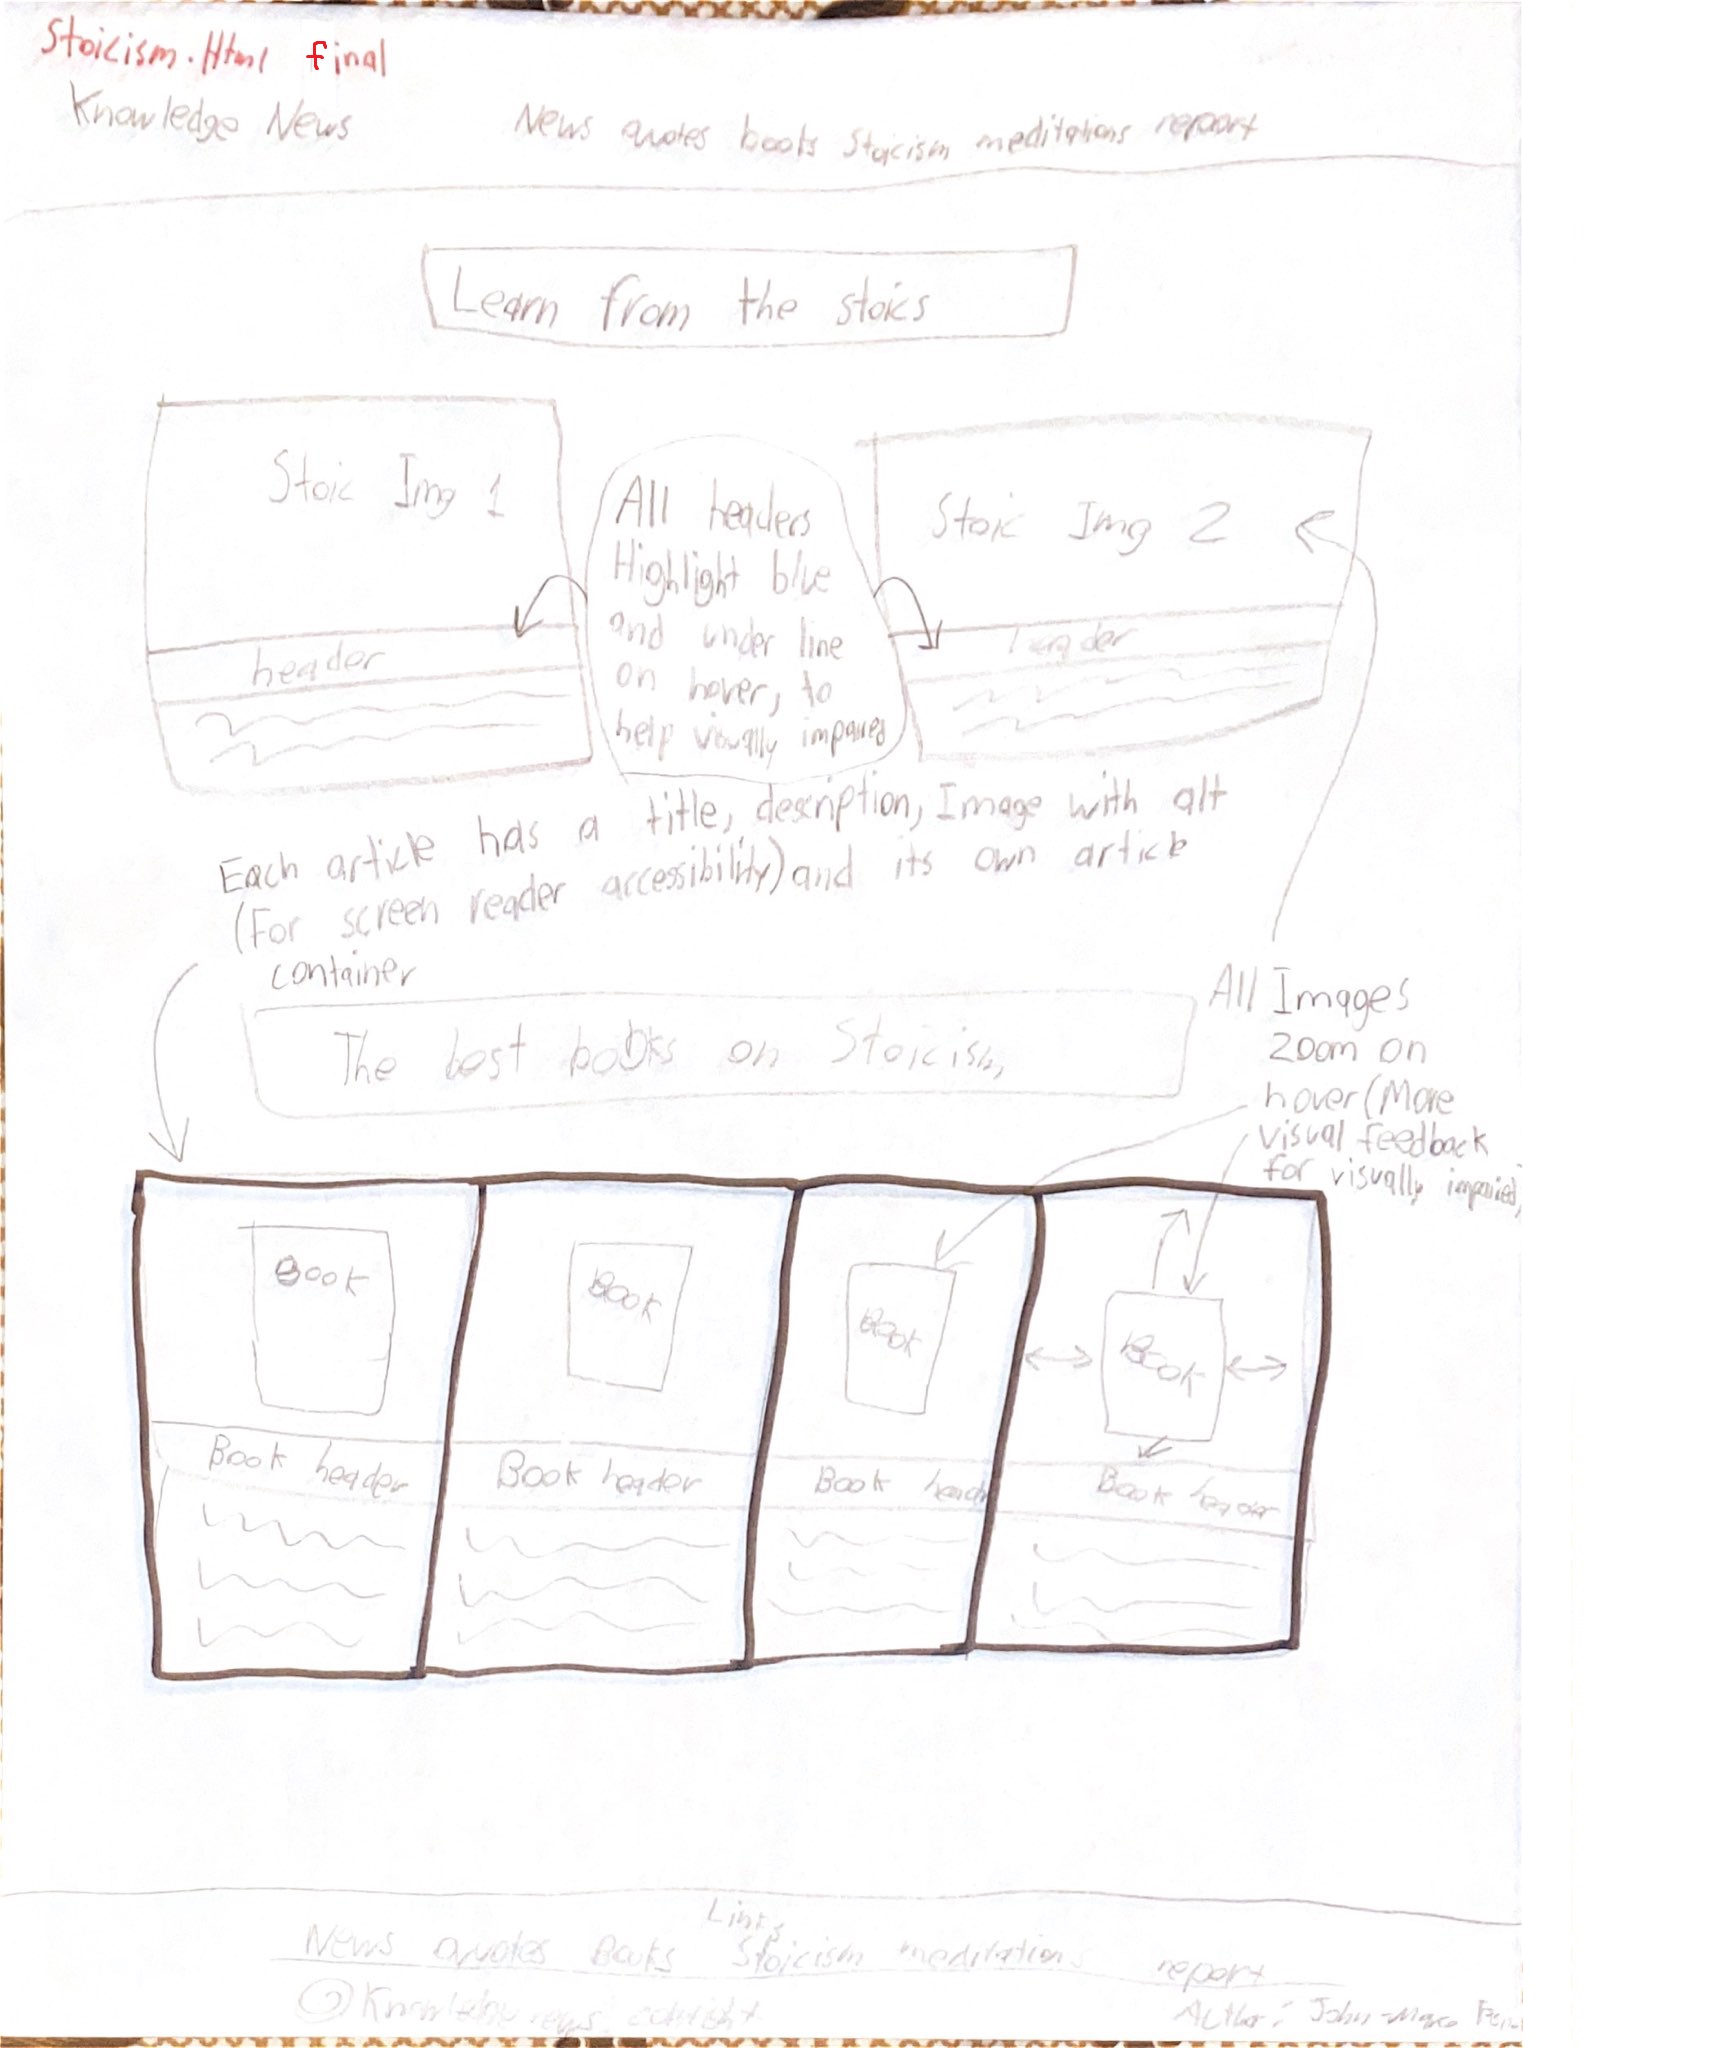 Stoicism.Html final
Knowledge News
News quotes books Stoicism meditations report
Learn from the stoics
Stoic Img 1
All headers
Highlight blue
and under line
on hover, to
help visually impaired
Stoic Img 2
header
header
Each article has a title, description, Image with alt
(For screen reader accessibility) and its own article
container
All Images
zoom on
hover (More
visual feedback
for visually impaired)
The best books on Stoicism
Book
Book
Book
Book
Book header
Book header
Book header
Book header
Links
News quotes Books Stoicism meditations report
© Knowledge news
Author: John-Marc